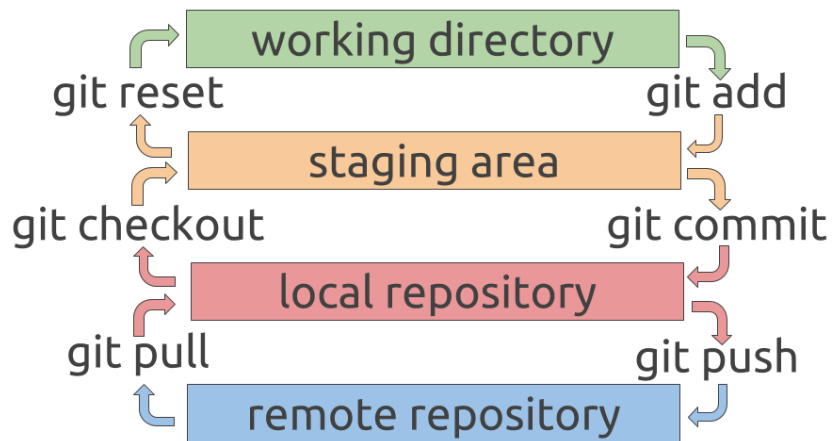 working directory
git reset
git add
staging area
git checkout
git commit
local repository
git pull
git push
remote repository